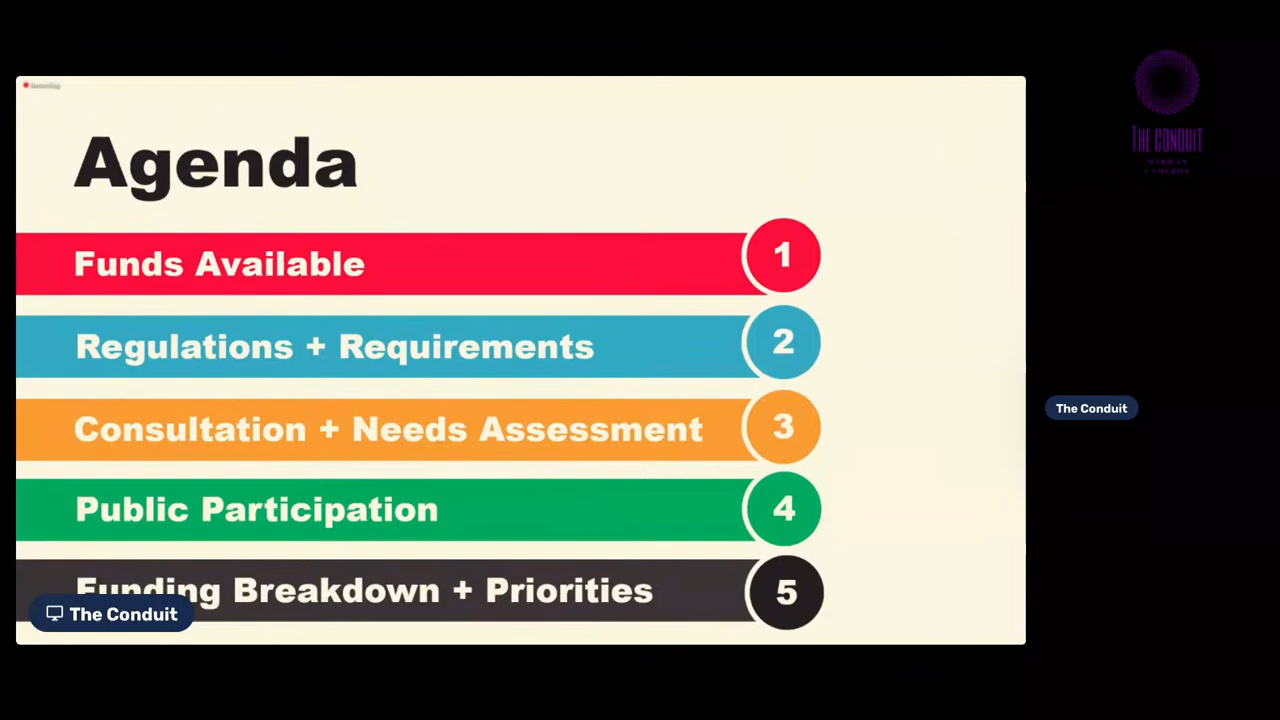 Recording
Agenda
Funds Available
1
Regulations + Requirements
2
Consultation + Needs Assessment
3
Public Participation
4
Funding Breakdown + Priorities
5
The Conduit
THE CONDUIT
The Conduit